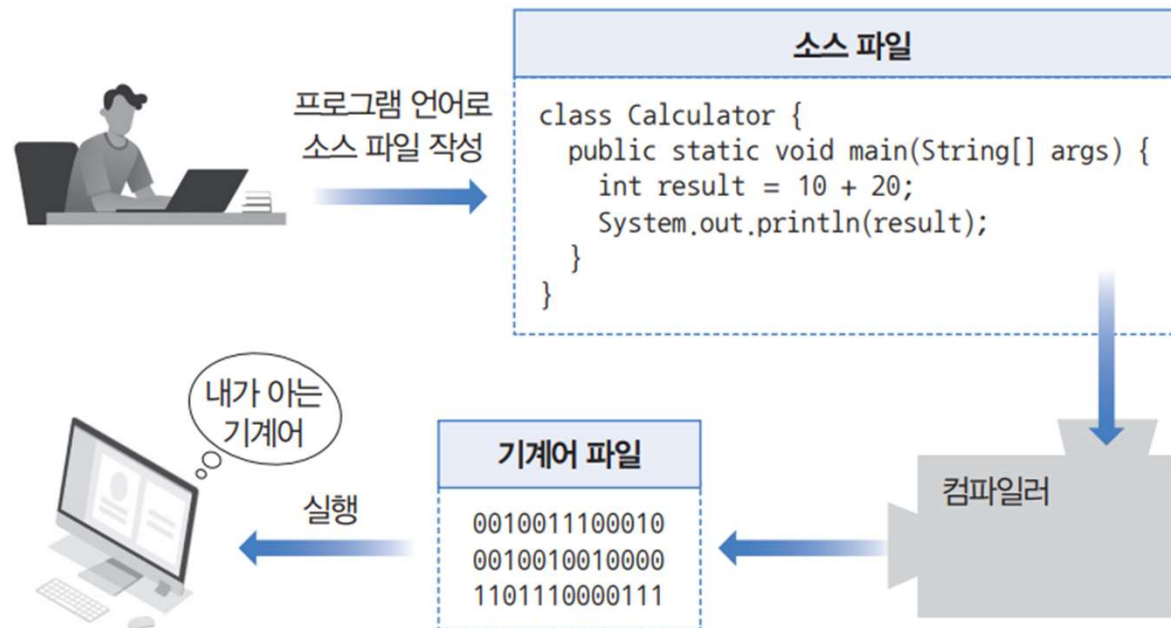 프로그램 언어로
소스 파일 작성
소스 파일
class Calculator {
  public static void main(String[] args) {
    int result = 10 + 20;
    System.out.println(result);
  }
}
컴파일러
기계어 파일
0010011100010
0010010010000
1101110000111
실행
내가 아는
기계어